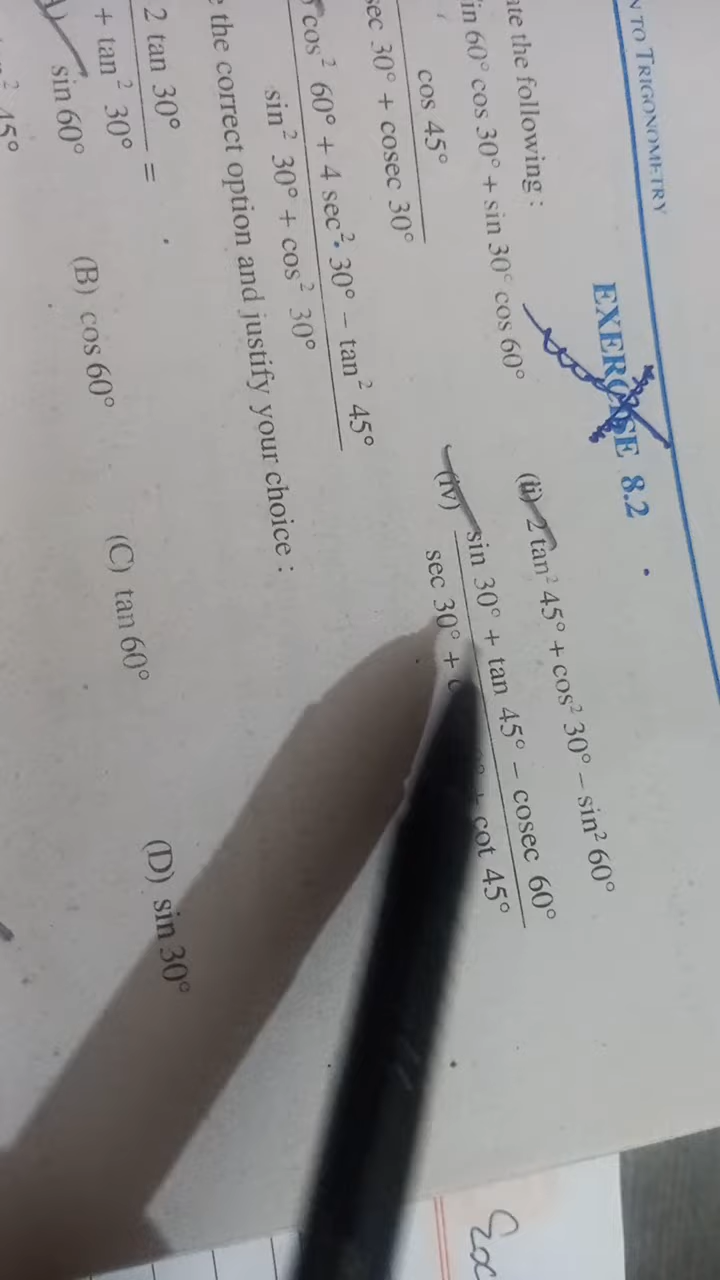 N TO TRIGONOMETRY
EXERCISE 8.2
ate the following :
in 60° cos 30° + sin 30° cos 60°
(ii) 2 tan² 45° + cos² 30° – sin² 60°
cos 45°
sec 30° + cosec 30°
(iv) sin 30° + tan 45° – cosec 60°
sec 30° + cot 45°
cos² 60° + 4 sec² 30° – tan² 45°
sin² 30° + cos² 30°
e the correct option and justify your choice :
2 tan 30°
+ tan² 30°
=
A) sin 60°
(B) cos 60°
(C) tan 60°
(D) sin 30°
² 45°